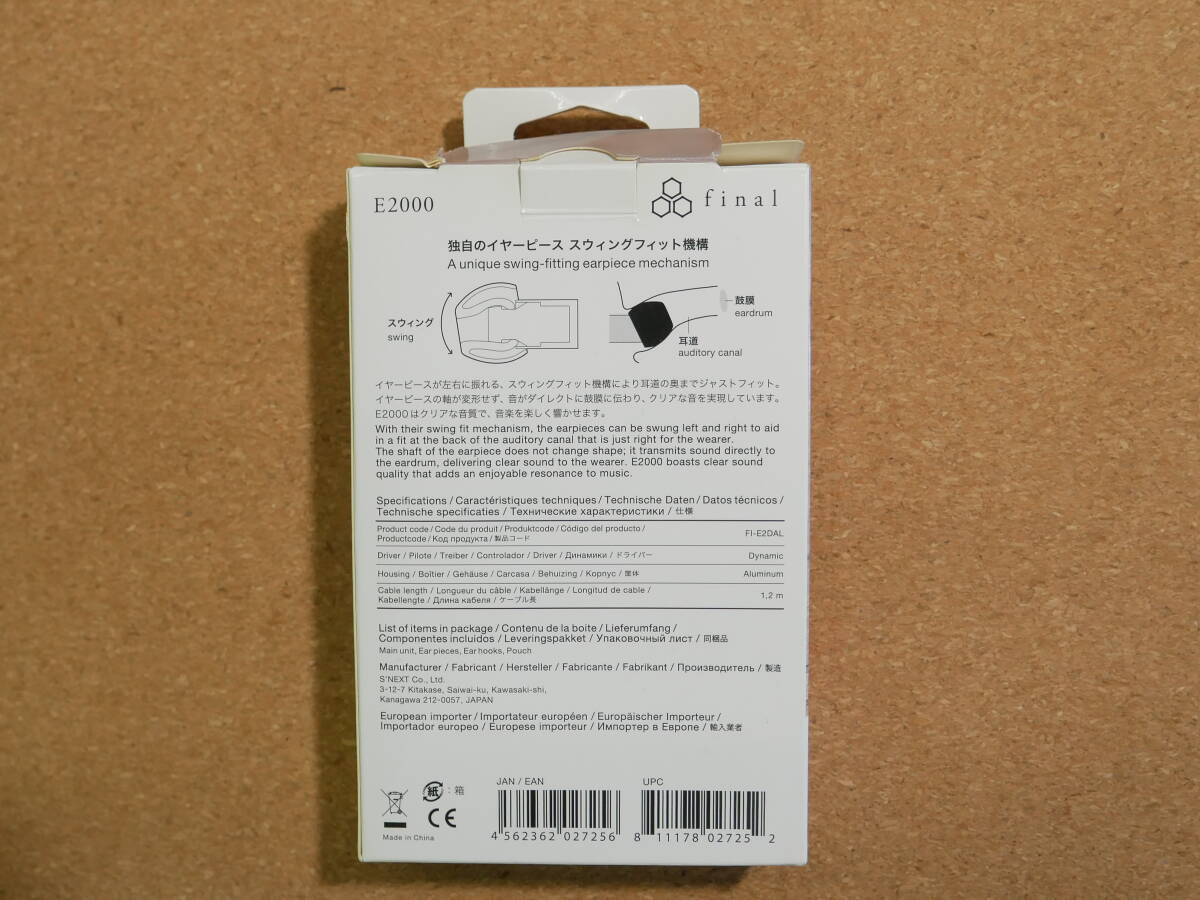 E2000
final
独自のイヤーピース スウィングフィット機構
A unique swing-fitting earpiece mechanism
スウィング
swing
鼓膜
eardrum
耳道
auditory canal
イヤーピースが左右に振れる、スウィングフィット機構により耳道の奥までジャストフィット。
イヤーピースの軸が変形せず、音がダイレクトに鼓膜に伝わり、クリアな音を実現しています。
E2000はクリアな音質で、音楽を楽しく響かせます。
With their swing fit mechanism, the earpieces can be swung left and right to aid
in a fit at the back of the auditory canal that is just right for the wearer.
The shaft of the earpiece does not change shape; it transmits sound directly to
the eardrum, delivering clear sound to the wearer. E2000 boasts clear sound
quality that adds an enjoyable resonance to music.
Specifications / Caractéristiques techniques / Technische Daten / Datos técnicos /
Technische specificaties / Технические характеристики / 仕様
Product code / Code du produit / Produktcode / Código del producto /
Productcode / Код продукта / 製品コード
FI-E2DAL
Driver / Pilote / Treiber / Controlador / Driver / Динамики / ドライバー
Dynamic
Housing / Boîtier / Gehäuse / Carcasa / Behuizing / Корпус / 筐体
Aluminum
Cable length / Longueur du câble / Kabellänge / Longitud de cable /
Kabellengte / Длина кабеля / ケーブル長
1,2 m
List of items in package / Contenu de la boite / Lieferumfang /
Componentes incluidos / Leveringspakket / Упаковочный лист / 同梱品
Main unit, Ear pieces, Ear hooks, Pouch
Manufacturer / Fabricant / Hersteller / Fabricante / Fabrikant / Производитель / 製造
S'NEXT Co., Ltd.
3-12-7 Kitakase, Saiwai-ku, Kawasaki-shi,
Kanagawa 212-0057, JAPAN
European importer / Importateur européen / Europäischer Importeur /
Importador europeo / Europese importeur / Импортер в Европе / 輸入業者
紙 : 箱
CE
Made in China
JAN / EAN
4 562362 027256
UPC
8 11178 02725 2